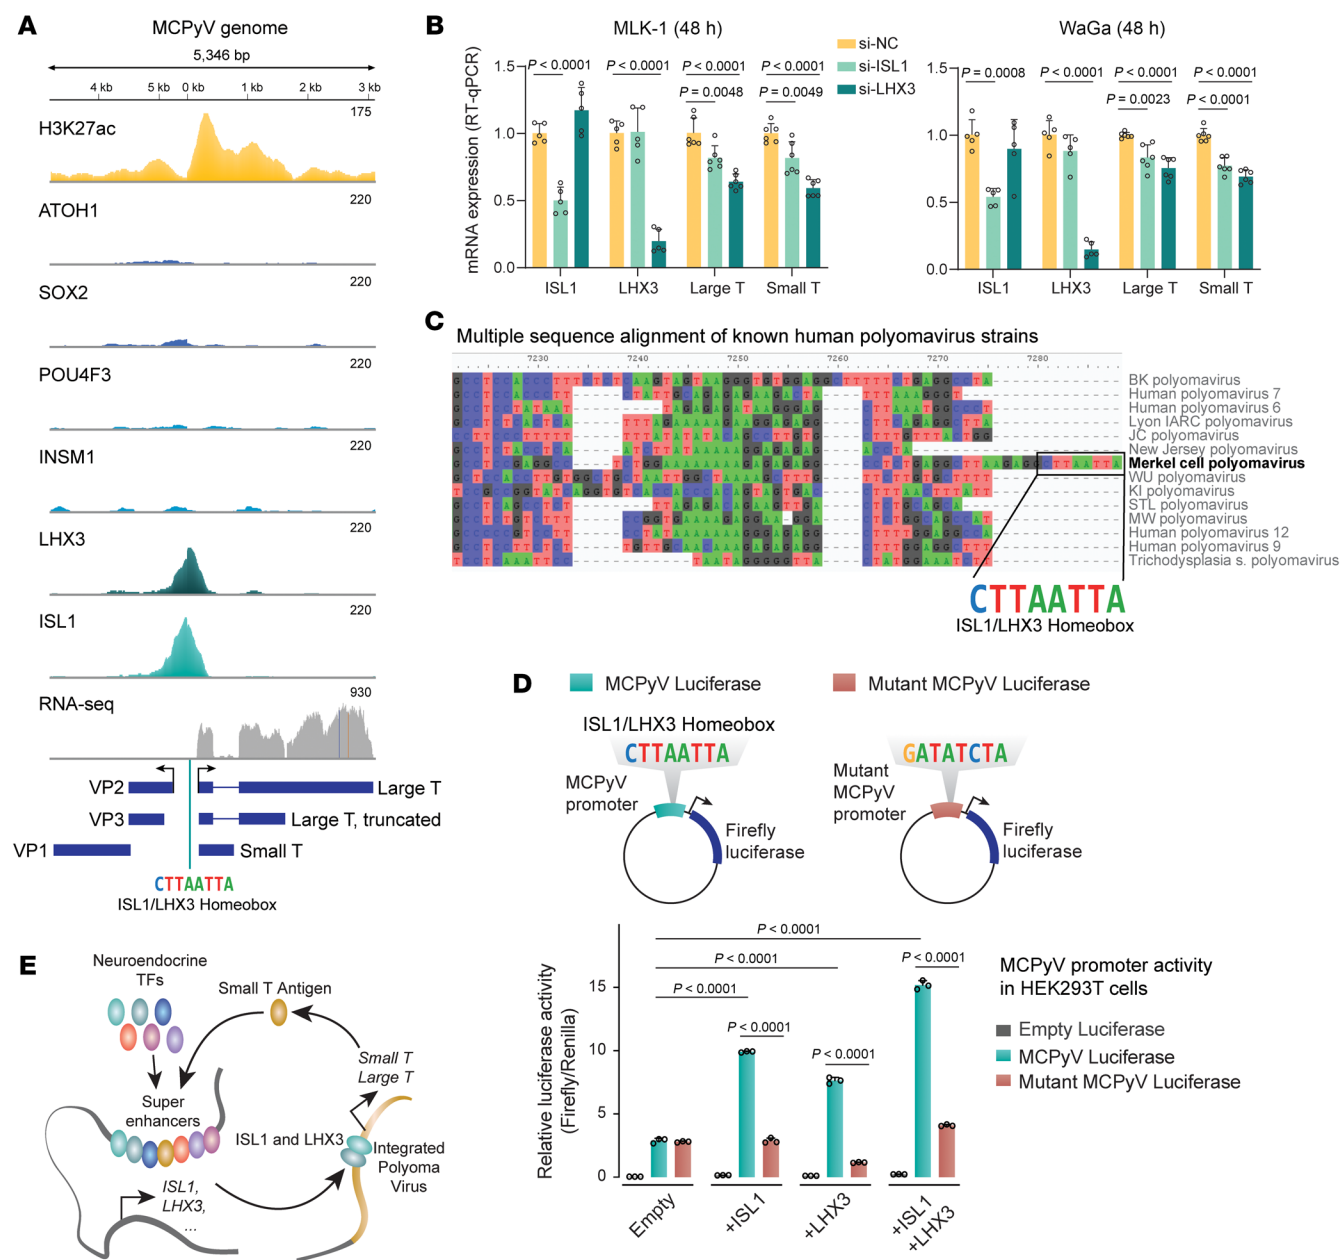 A
MCPyV genome
5,346 bp
4 kb 5 kb 0 kb 1 kb 2 kb 3 kb
175
H3K27ac
220
ATOH1
220
SOX2
220
POU4F3
220
INSM1
220
LHX3
220
ISL1
930
RNA-seq
VP2
Large T
VP3
Large T, truncated
VP1
Small T
CTTAATTA
ISL1/LHX3 Homeobox
B
MLK-1 (48 h)
mRNA expression (RT-qPCR)
1.5
1.0
0.5
0.0
P < 0.0001
P < 0.0001
P < 0.0001
P < 0.0001
P = 0.0048
P = 0.0049
ISL1 LHX3 Large T Small T
si-NC
si-ISL1
si-LHX3
WaGa (48 h)
1.5
1.0
0.5
0.0
P = 0.0008
P < 0.0001
P < 0.0001
P < 0.0001
P = 0.0023
P < 0.0001
ISL1 LHX3 Large T Small T
C
Multiple sequence alignment of known human polyomavirus strains
7230 7240 7250 7260 7270 7280
BK polyomavirus
Human polyomavirus 7
Human polyomavirus 6
Lyon IARC polyomavirus
JC polyomavirus
New Jersey polyomavirus
Merkel cell polyomavirus
WU polyomavirus
KI polyomavirus
STL polyomavirus
MW polyomavirus
Human polyomavirus 12
Human polyomavirus 9
Trichodysplasia s. polyomavirus
CTTAATTA
ISL1/LHX3 Homeobox
D
MCPyV Luciferase
Mutant MCPyV Luciferase
ISL1/LHX3 Homeobox
CTTAATTA
MCPyV
promoter
Firefly
luciferase
GATATCTA
Mutant
MCPyV
promoter
Firefly
luciferase
Relative luciferase activity
(Firefly/Renilla)
15
10
5
0
P < 0.0001
P < 0.0001
P < 0.0001
P < 0.0001
P < 0.0001
P < 0.0001
Empty
+ISL1
+LHX3
+ISL1
+LHX3
MCPyV promoter activity
in HEK293T cells
Empty Luciferase
MCPyV Luciferase
Mutant MCPyV Luciferase
E
Neuroendocrine
TFs
Small T Antigen
Small T
Large T
Super
enhancers
ISL1 and LHX3
Integrated
Polyoma
Virus
ISL1,
LHX3,
...